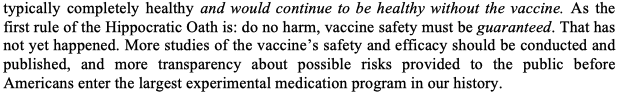 typically completely healthy and would continue to be healthy without the vaccine. As the
first rule of the Hippocratic Oath is: do no harm, vaccine safety must be guaranteed. That has
not yet happened. More studies of the vaccine’s safety and efficacy should be conducted and
published, and more transparency about possible risks provided to the public before
Americans enter the largest experimental medication program in our history.